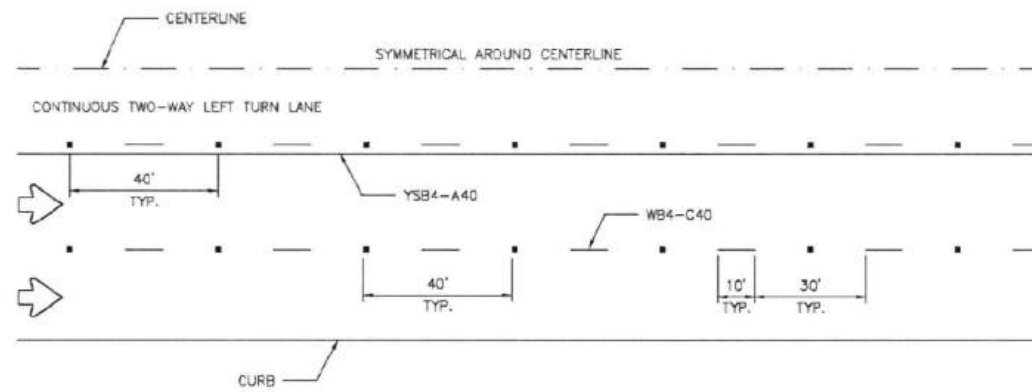 CENTERLINE
SYMMETRICAL AROUND CENTERLINE
CONTINUOUS TWO-WAY LEFT TURN LANE
40'
TYP.
YSB4-A40
WB4-C40
40'
TYP.
10'
TYP.
30'
TYP.
CURB